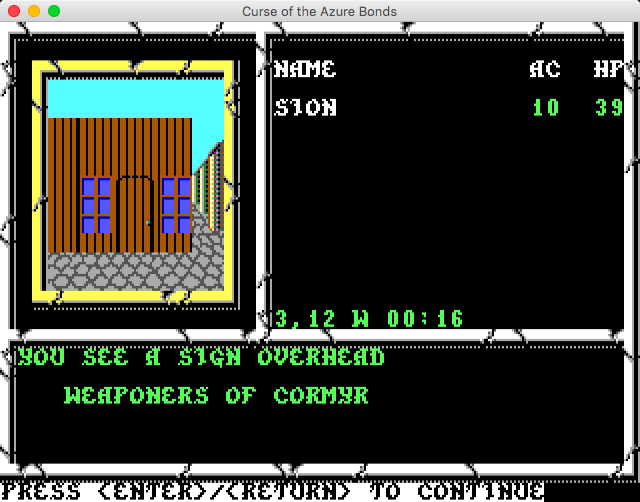 Curse of the Azure Bonds
NAME AC HP
SION 10 39
3,12 W 00:16
YOU SEE A SIGN OVERHEAD
WEAPONERS OF CORMYR
PRESS <ENTER>/<RETURN> TO CONTINUE